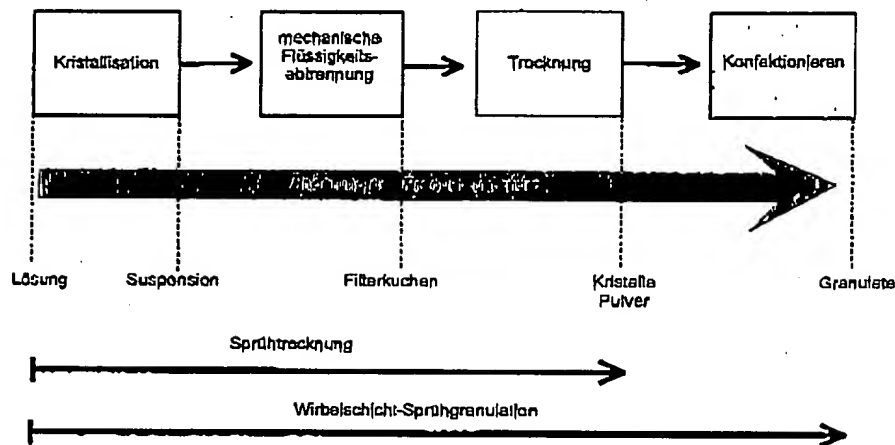 Kristallisation
mechanische
Flüssigkeits-
abtrennung
Trocknung
Konfektionieren
Lösung
Suspension
Filterkuchen
Kristalle
Pulver
Granulate
Sprühtrocknung
Wirbelschicht-Sprühgranulation